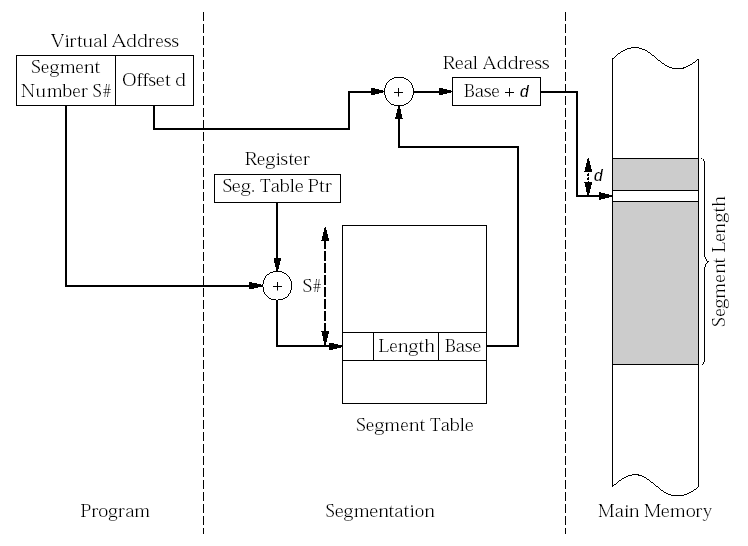 Virtual Address
Segment
Number S#
Offset d
Real Address
+
Base + d
Register
Seg. Table Ptr
d
+
S#
Segment Length
Length
Base
Segment Table
Program
Segmentation
Main Memory